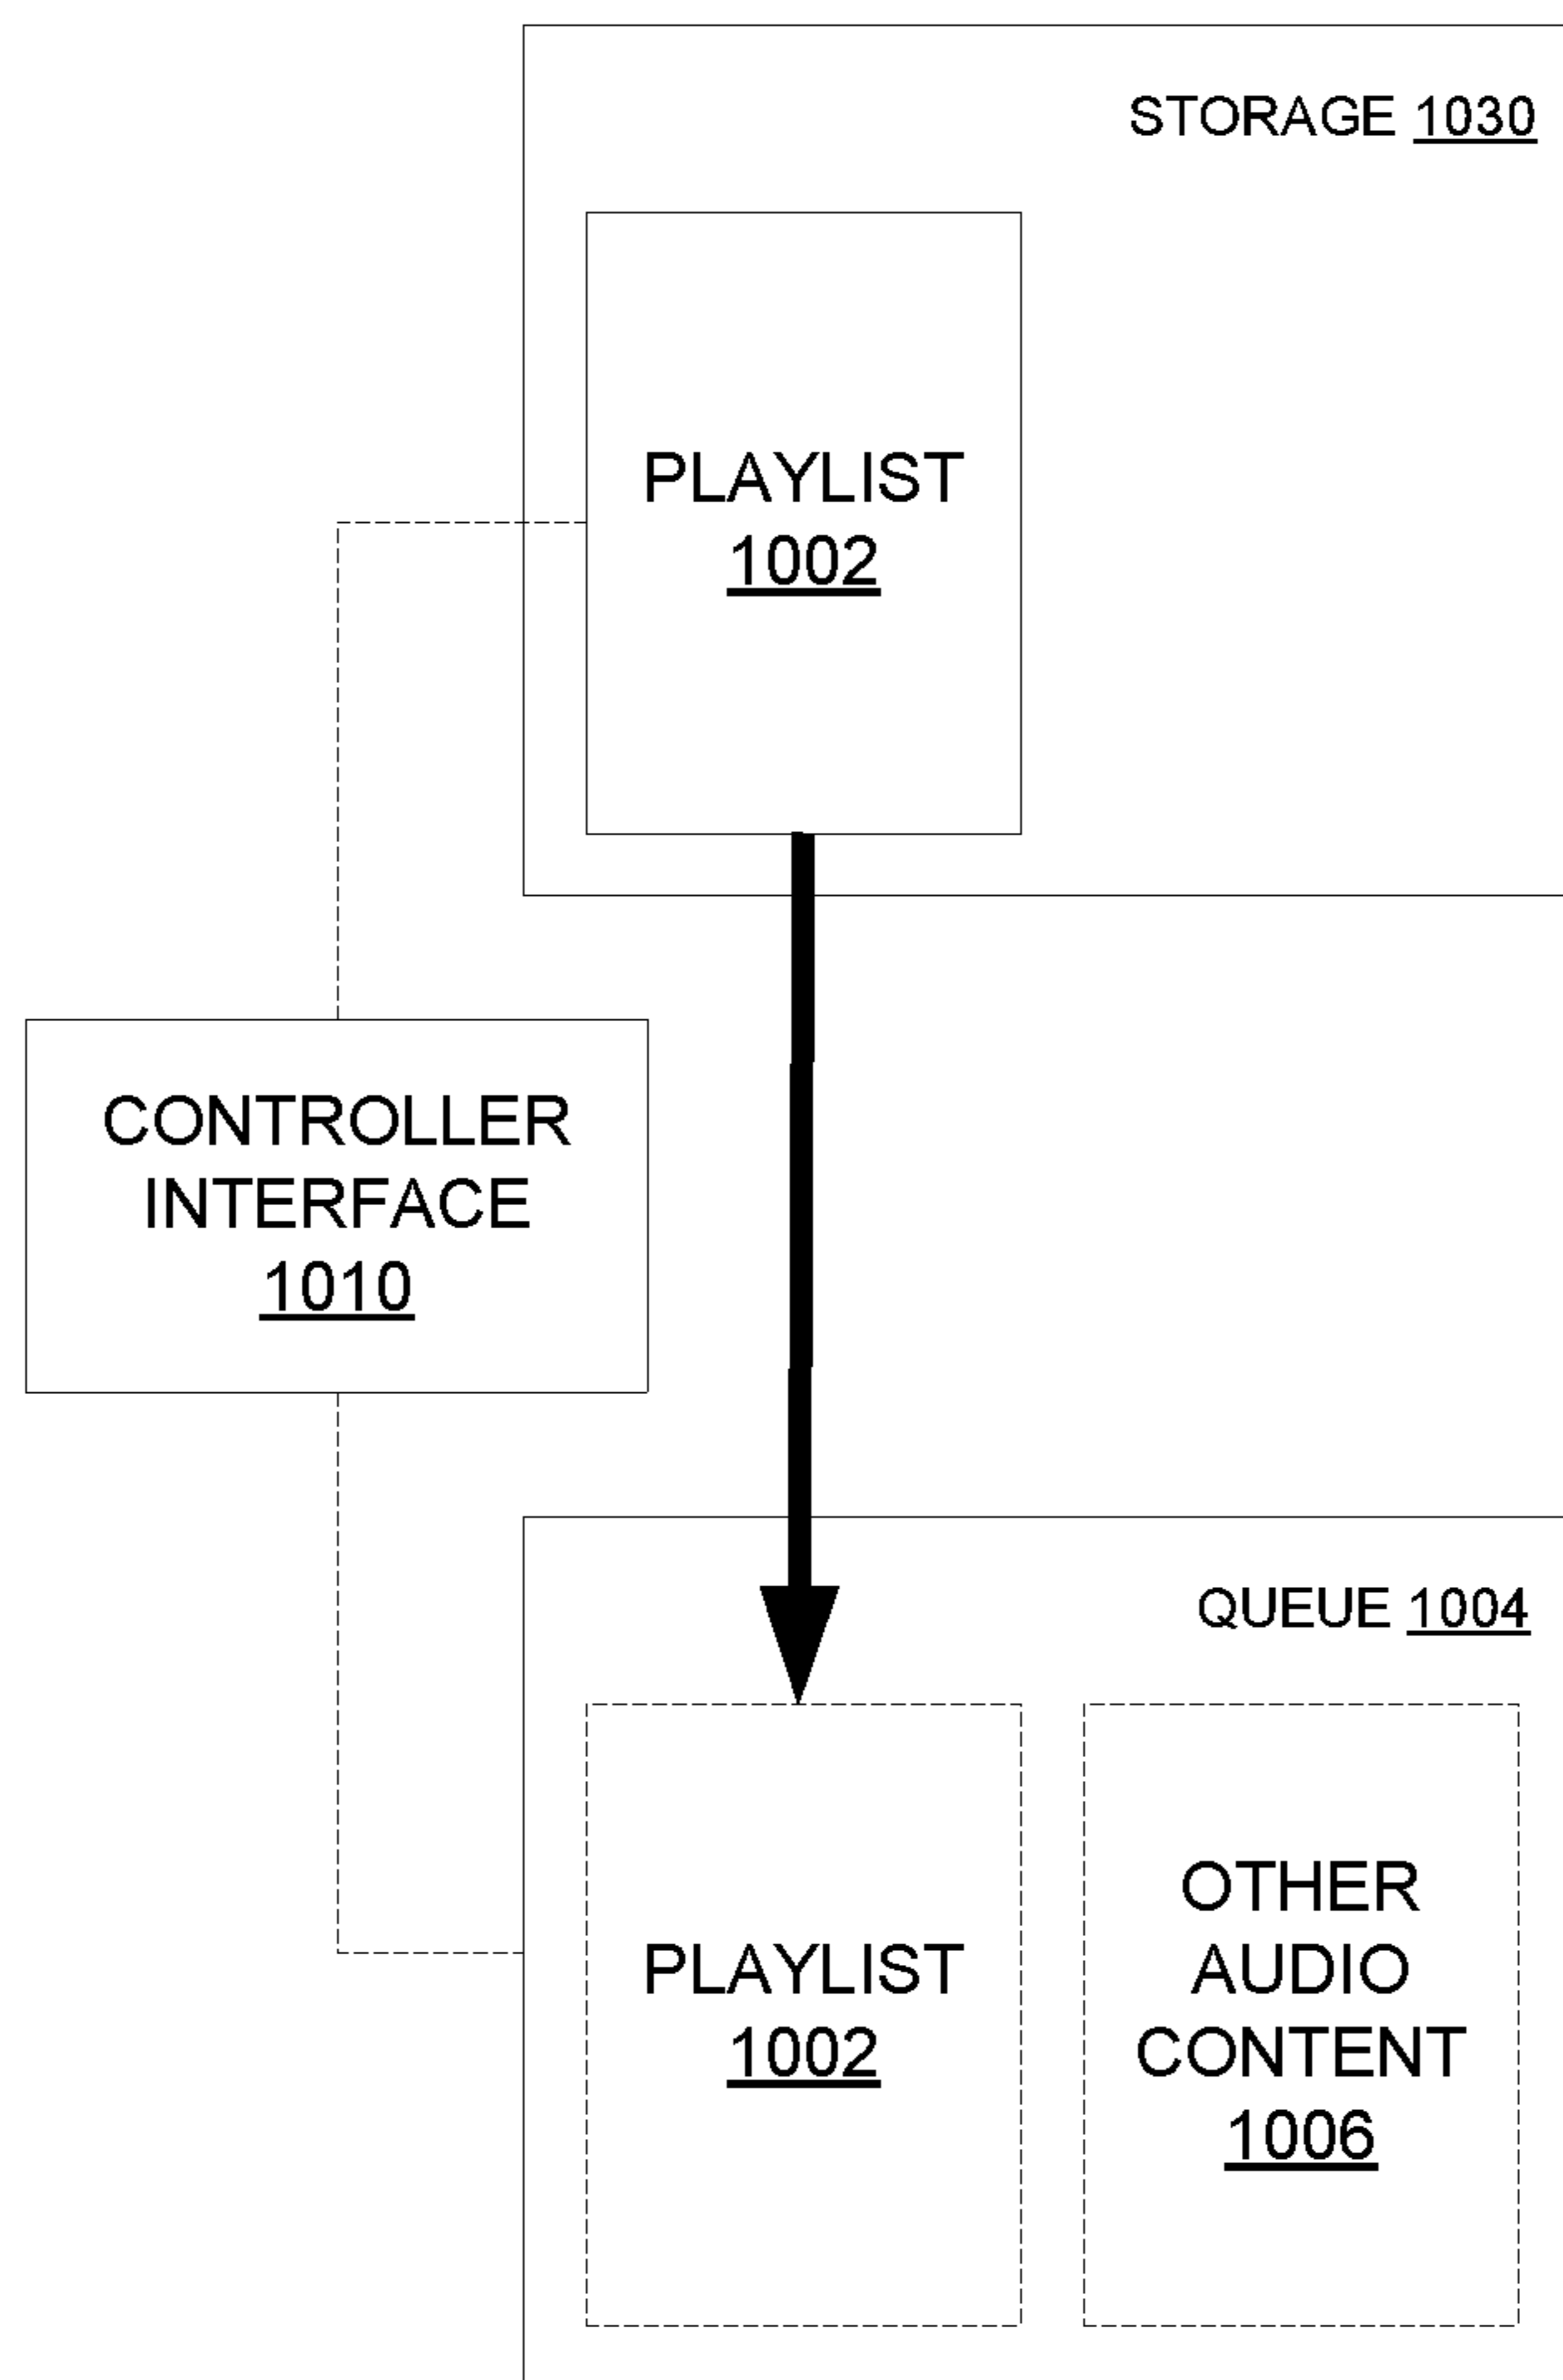 STORAGE 1030
PLAYLIST
1002
CONTROLLER
INTERFACE
1010
QUEUE 1004
PLAYLIST
1002
OTHER
AUDIO
CONTENT
1006